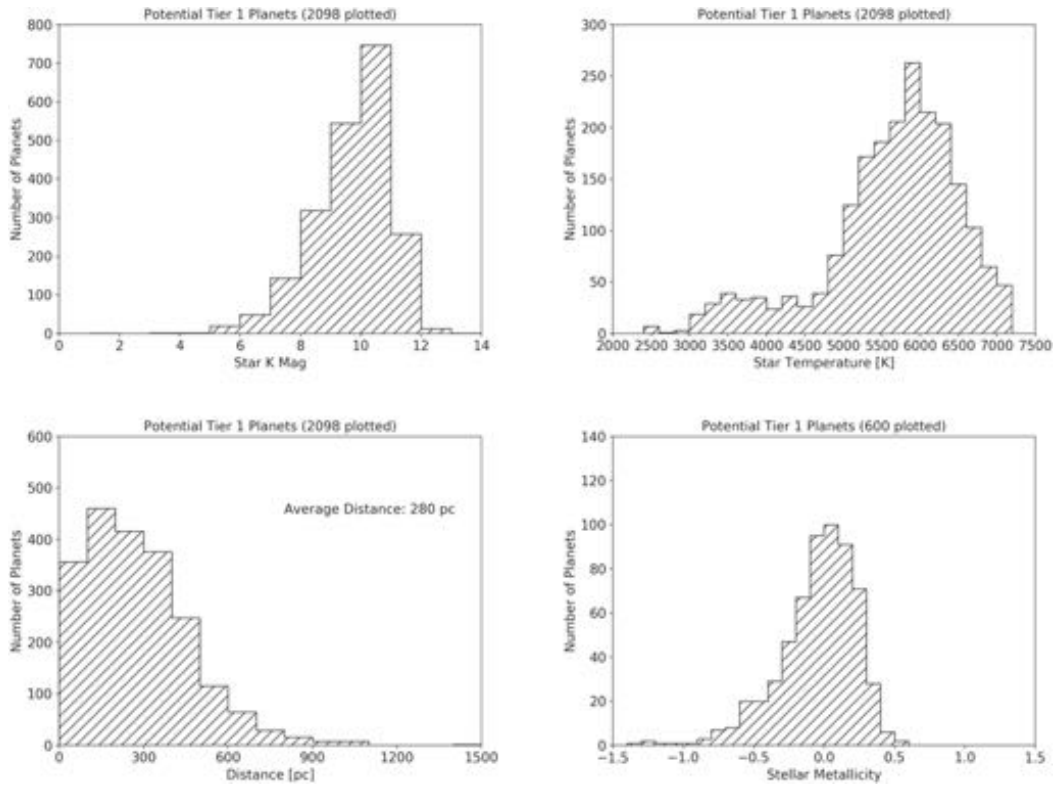 Potential Tier 1 Planets (2098 plotted)
800
700
600
500
400
300
200
100
0
Number of Planets
0 2 4 6 8 10 12 14
Star K Mag
Potential Tier 1 Planets (2098 plotted)
300
250
200
150
100
50
0
Number of Planets
2000 2500 3000 3500 4000 4500 5000 5500 6000 6500 7000 7500
Star Temperature [K]
Potential Tier 1 Planets (2098 plotted)
600
500
400
300
200
100
0
Number of Planets
Average Distance: 280 pc
0 300 600 900 1200 1500
Distance [pc]
Potential Tier 1 Planets (600 plotted)
140
120
100
80
60
40
20
0
Number of Planets
−1.5 −1.0 −0.5 0.0 0.5 1.0 1.5
Stellar Metallicity